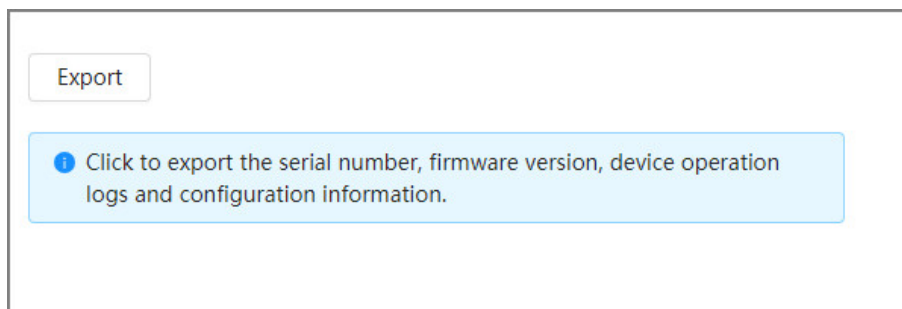 Export
Click to export the serial number, firmware version, device operation
logs and configuration information.